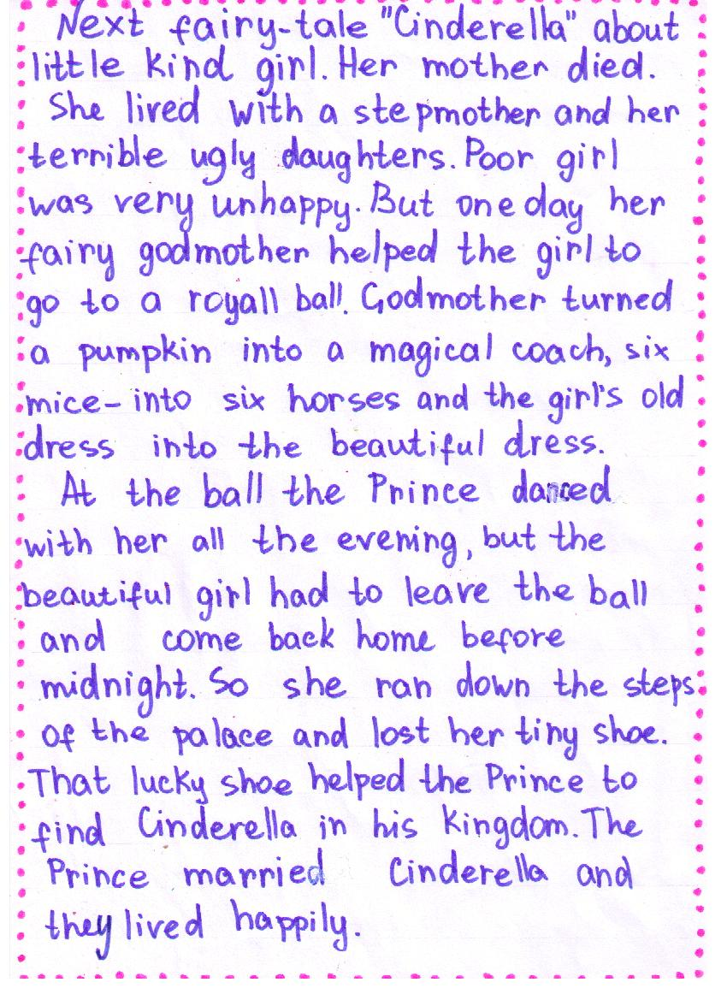 Next fairy-tale "Cinderella" about
little kind girl. Her mother died.
She lived with a stepmother and her
terrible ugly daughters. Poor girl
was very unhappy. But one day her
fairy godmother helped the girl to
go to a royall ball. Godmother turned
a pumpkin into a magical coach, six
mice- into six horses and the girl's old
dress into the beautiful dress.
At the ball the Prince danced
with her all the evening, but the
beautiful girl had to leave the ball
and come back home before
midnight. So she ran down the steps
of the palace and lost her tiny shoe.
That lucky shoe helped the Prince to
find Cinderella in his kingdom. The
Prince married Cinderella and
they lived happily.